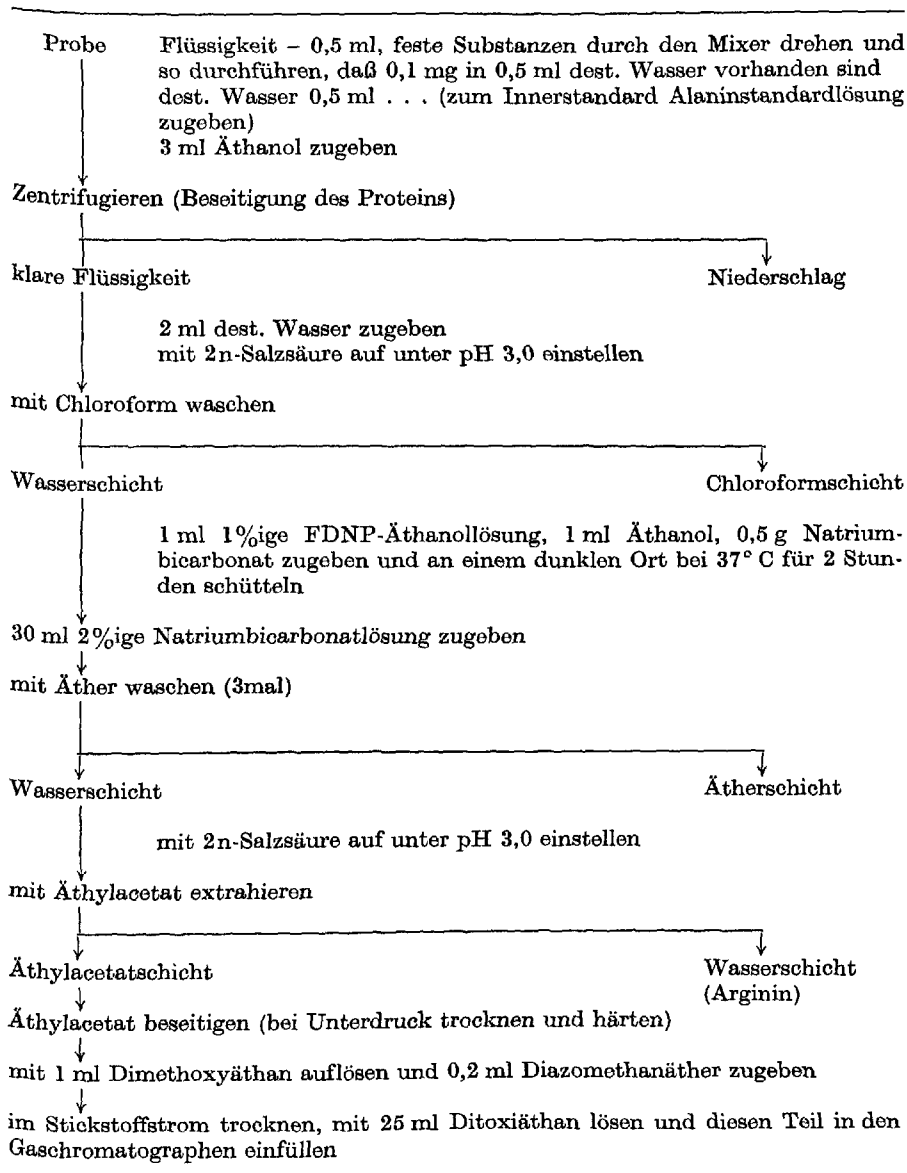 Probe Flüssigkeit – 0,5 ml, feste Substanzen durch den Mixer drehen und
so durchführen, daß 0,1 mg in 0,5 ml dest. Wasser vorhanden sind
dest. Wasser 0,5 ml . . . (zum Innerstandard Alaninstandardlösung
zugeben)
3 ml Äthanol zugeben
Zentrifugieren (Beseitigung des Proteins)
klare Flüssigkeit Niederschlag
2 ml dest. Wasser zugeben
mit 2n-Salzsäure auf unter pH 3,0 einstellen
mit Chloroform waschen
Wasserschicht Chloroformschicht
1 ml 1%ige FDNP-Äthanollösung, 1 ml Äthanol, 0,5 g Natrium-
bicarbonat zugeben und an einem dunklen Ort bei 37° C für 2 Stun-
den schütteln
30 ml 2%ige Natriumbicarbonatlösung zugeben
mit Äther waschen (3mal)
Wasserschicht Ätherschicht
mit 2n-Salzsäure auf unter pH 3,0 einstellen
mit Äthylacetat extrahieren
Äthylacetatschicht Wasserschicht
(Arginin)
Äthylacetat beseitigen (bei Unterdruck trocknen und härten)
mit 1 ml Dimethoxyäthan auflösen und 0,2 ml Diazomethanäther zugeben
im Stickstoffstrom trocknen, mit 25 ml Ditoxiäthan lösen und diesen Teil in den
Gaschromatographen einfüllen